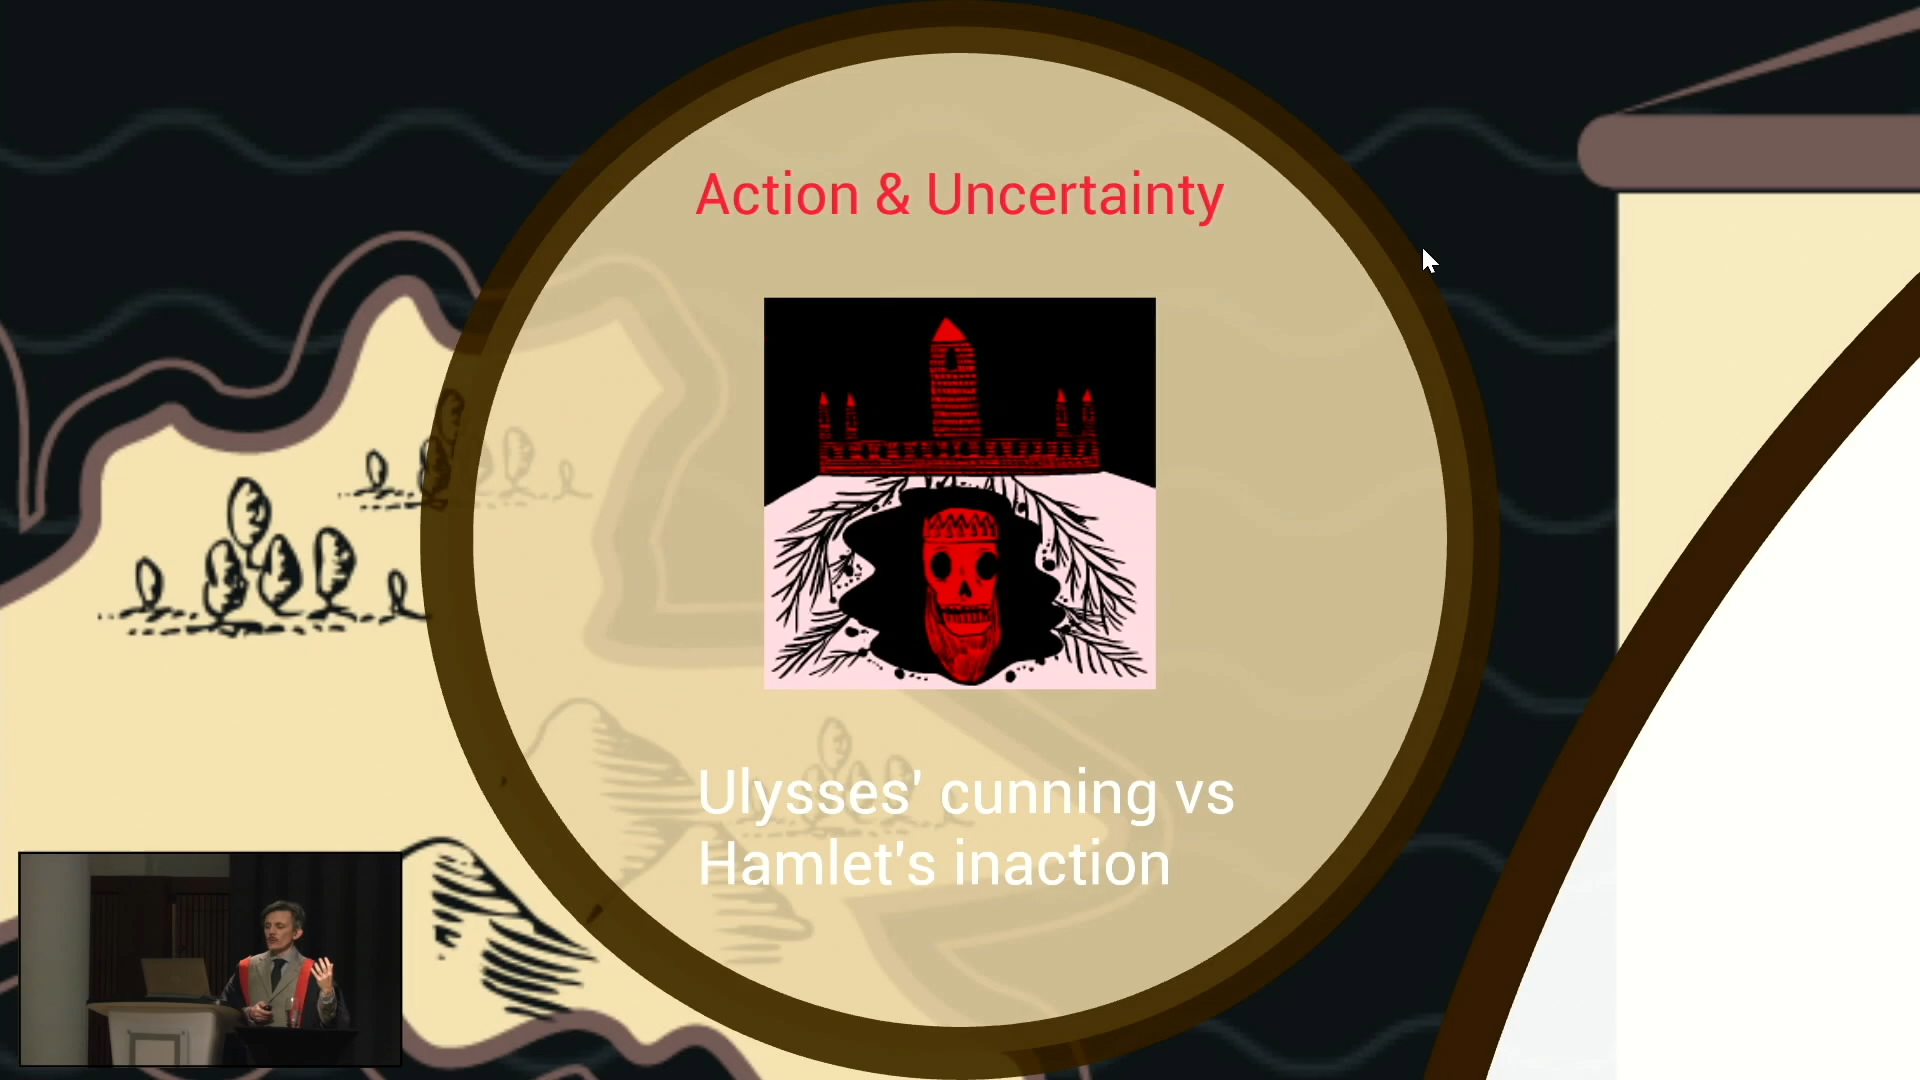 Action & Uncertainty
Ulysses' cunning vs
Hamlet's inaction